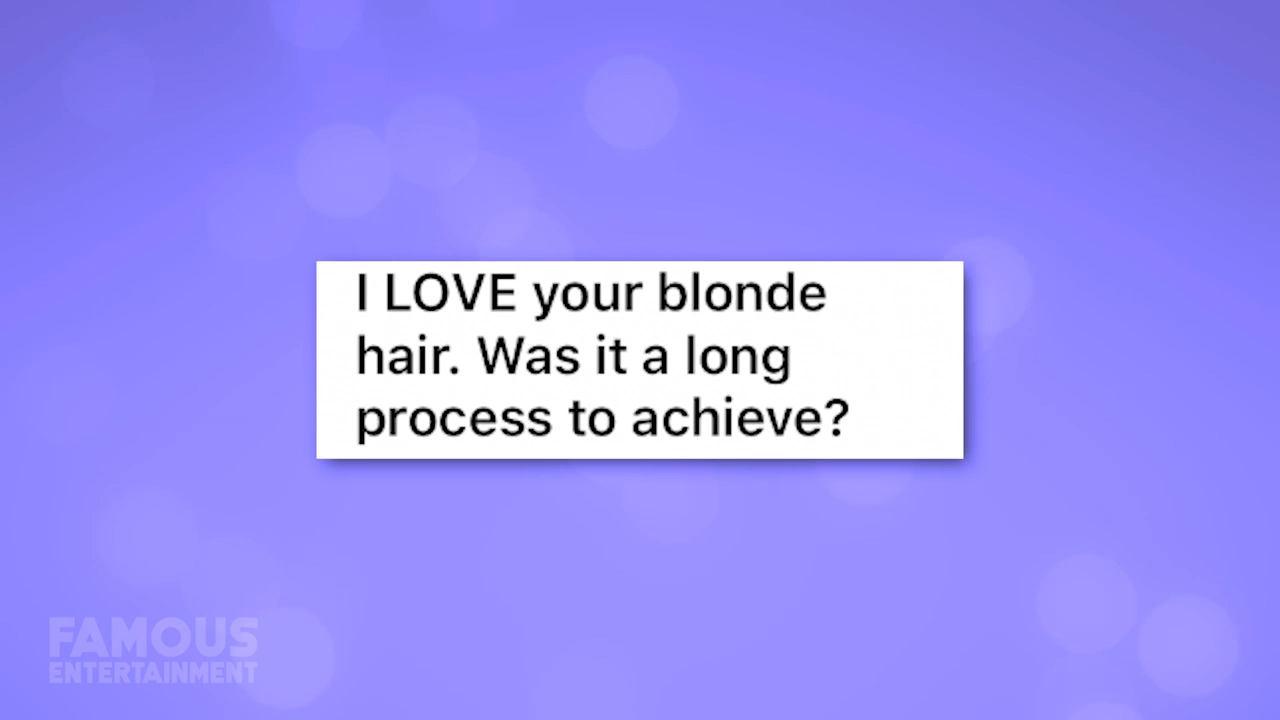 I LOVE your blonde
hair. Was it a long
process to achieve?
FAMOUS
ENTERTAINMENT